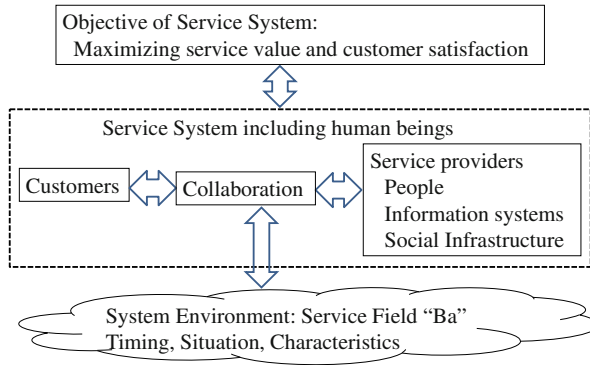 Objective of Service System:
Maximizing service value and customer satisfaction
Service System including human beings
Customers
Collaboration
Service providers
People
Information systems
Social Infrastructure
System Environment: Service Field “Ba”
Timing, Situation, Characteristics